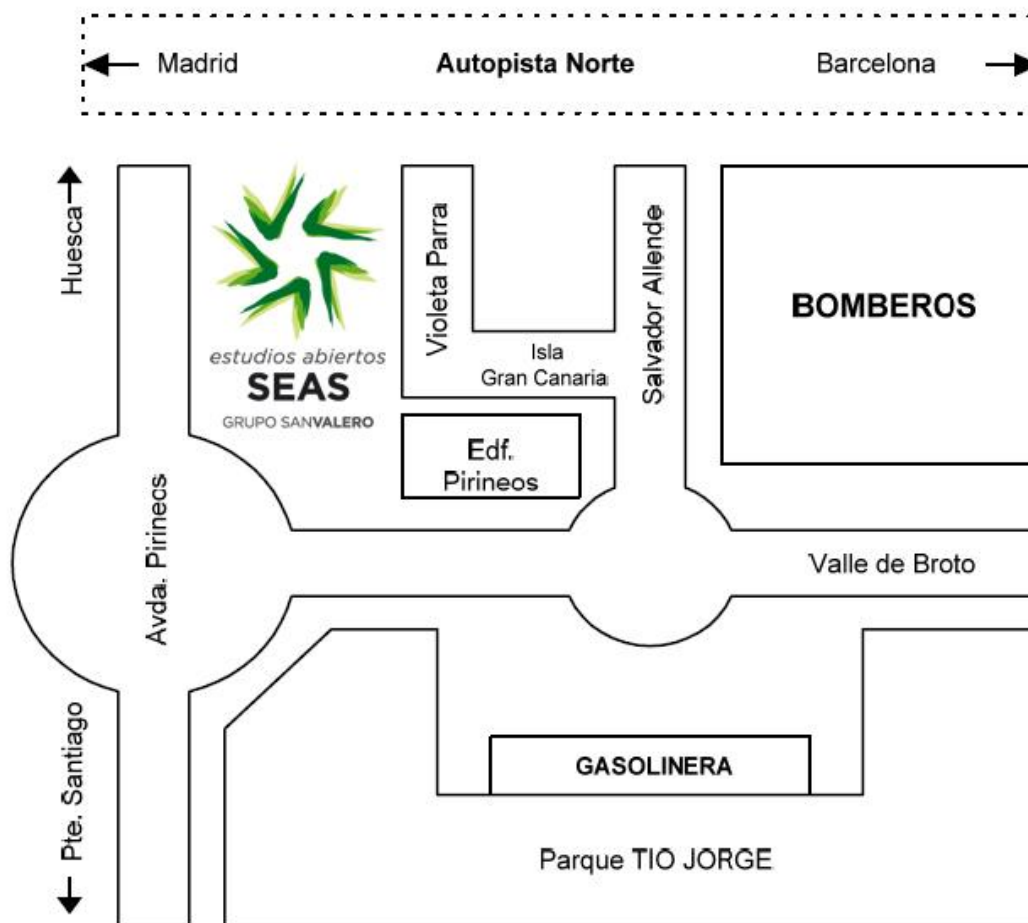 Madrid
Autopista Norte
Barcelona
Huesca
estudios abiertos
SEAS
GRUPO SANVALERO
Violeta Parra
Isla
Gran Canaria
Salvador Allende
BOMBEROS
Edf.
Pirineos
Avda. Pirineos
Valle de Broto
Pte. Santiago
GASOLINERA
Parque TIO JORGE